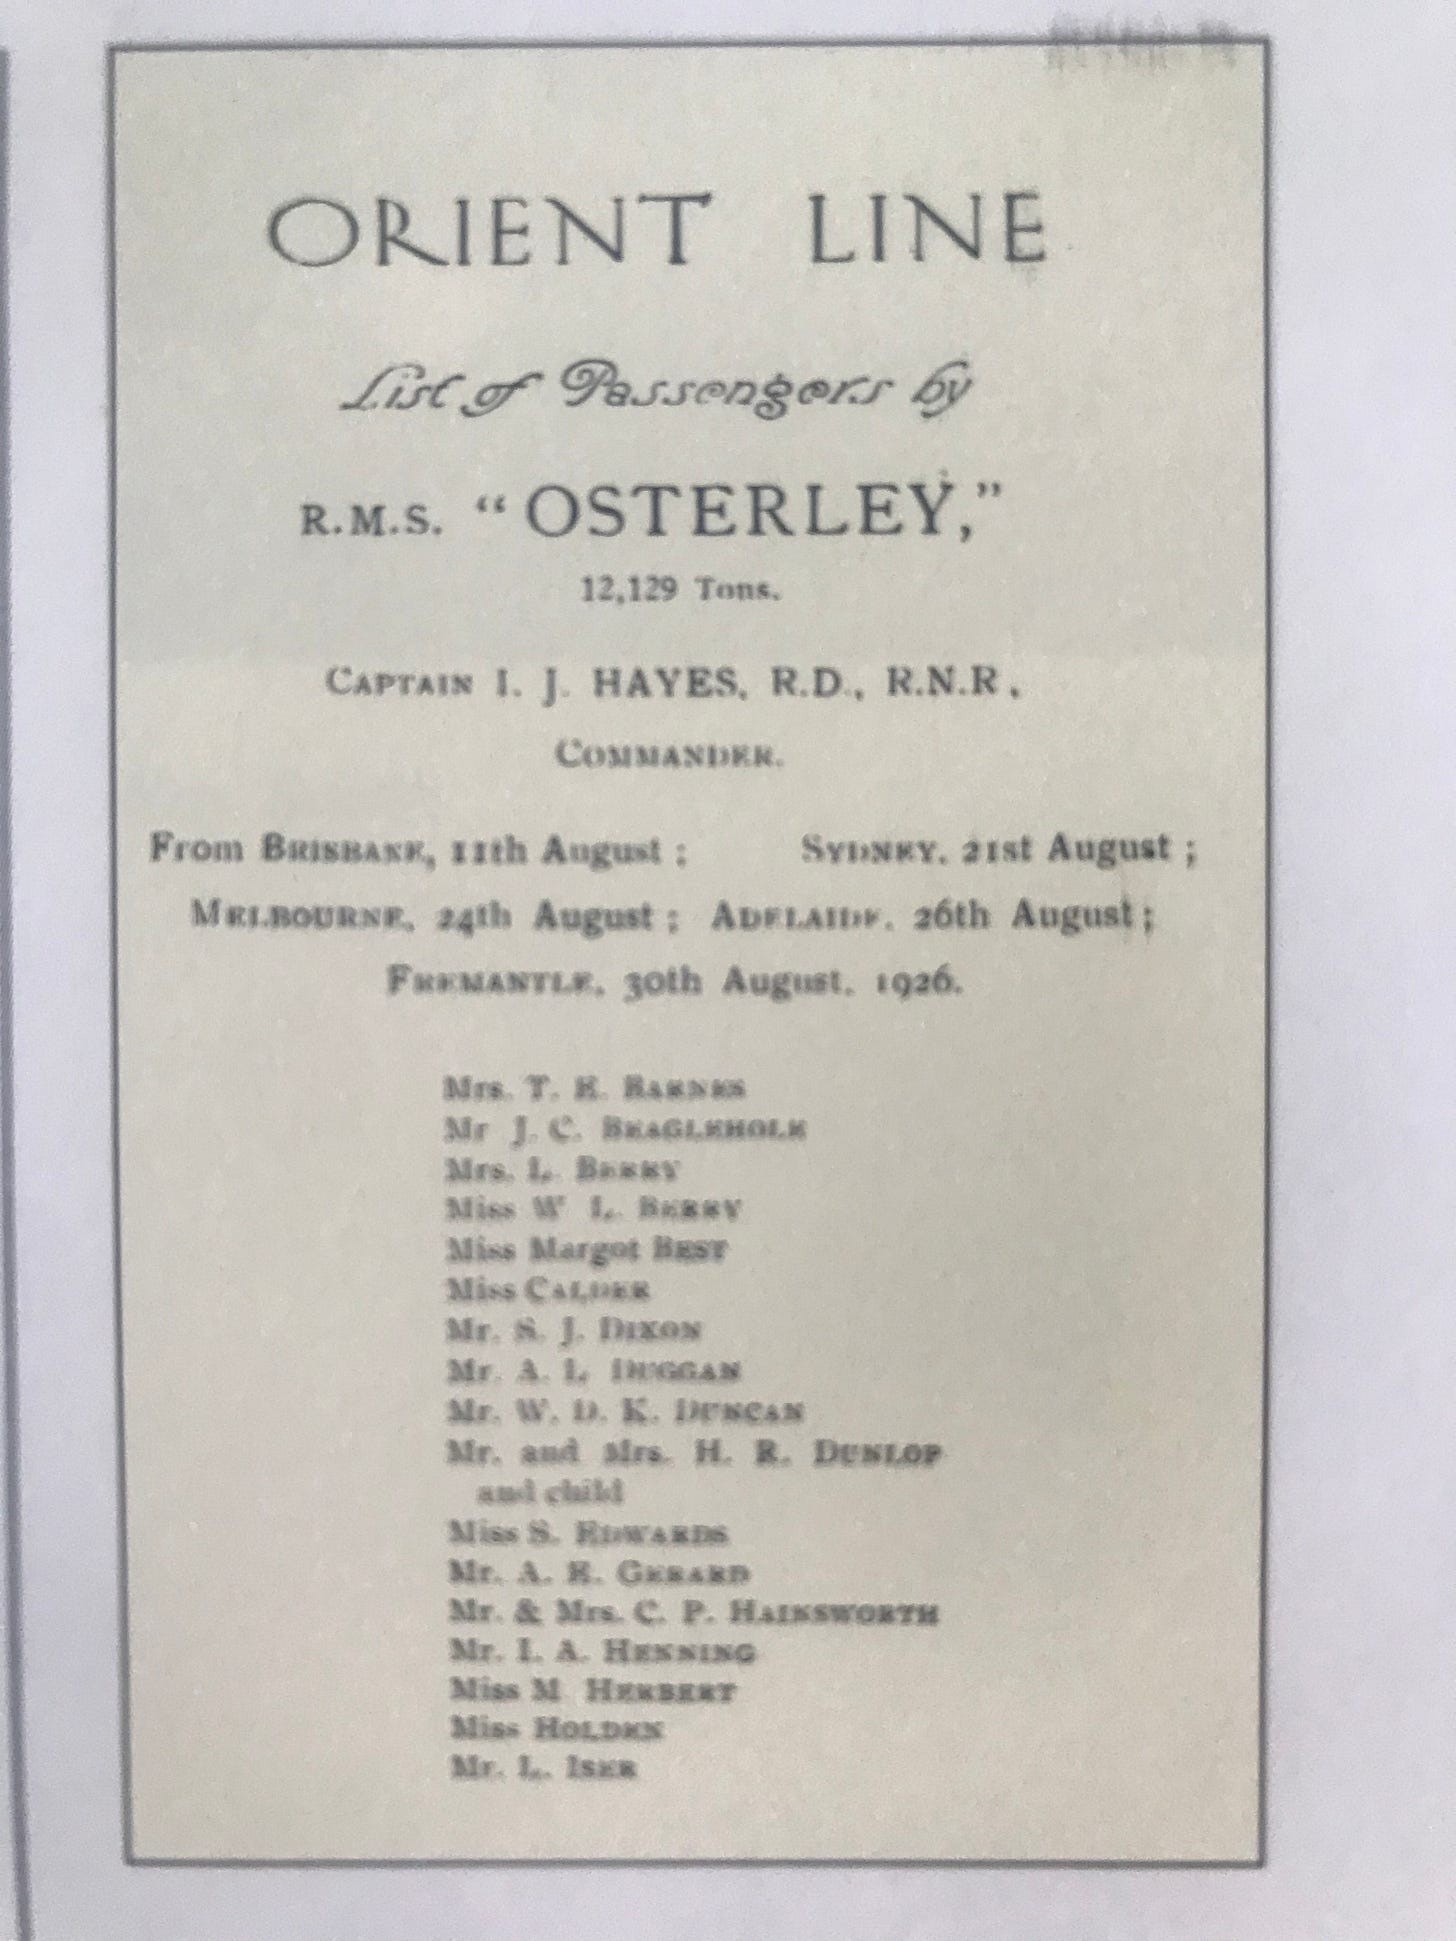 ORIENT LINE
List of Passengers by
R.M.S. "OSTERLEY,"
12,129 Tons.
CAPTAIN I. J. HAYES, R.D., R.N.R.,
COMMANDER.
From BRISBANE, 11th August; SYDNEY, 21st August;
MELBOURNE, 24th August; ADELAIDE, 26th August;
FREMANTLE, 30th August, 1926.
Mrs. T. E. BARNES
Mr J. C. BEAGLEHOLE
Mrs. L. BERRY
Miss W L. BERRY
Miss Margot BEST
Miss CALDER
Mr. S. J. DIXON
Mr. A. L. DUGGAN
Mr. W. D. K. DUNCAN
Mr. and Mrs. H. R. DUNLOP
and child
Miss S. EDWARDS
Mr. A. E. GERARD
Mr. & Mrs. C. P. HAINSWORTH
Mr. I. A. HENNING
Miss M HERBERT
Miss HOLDEN
Mr. L. ISER